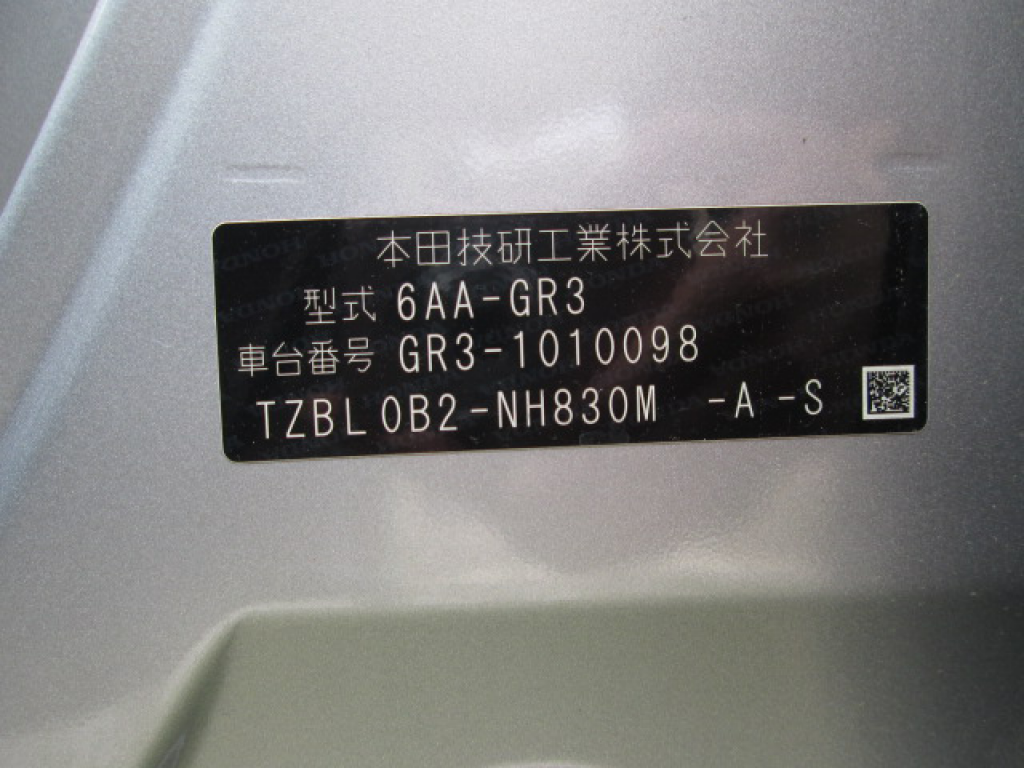 本田技研工業株式会社
型式 6AA-GR3
車台番号 GR3-1010098
TZBL0B2-NH830M -A -S